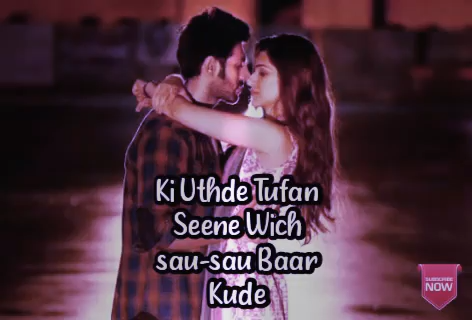 Ki Uthde Tufan
Seene Wich
sau-sau Baar
Kude
SUBSCRIBE
NOW